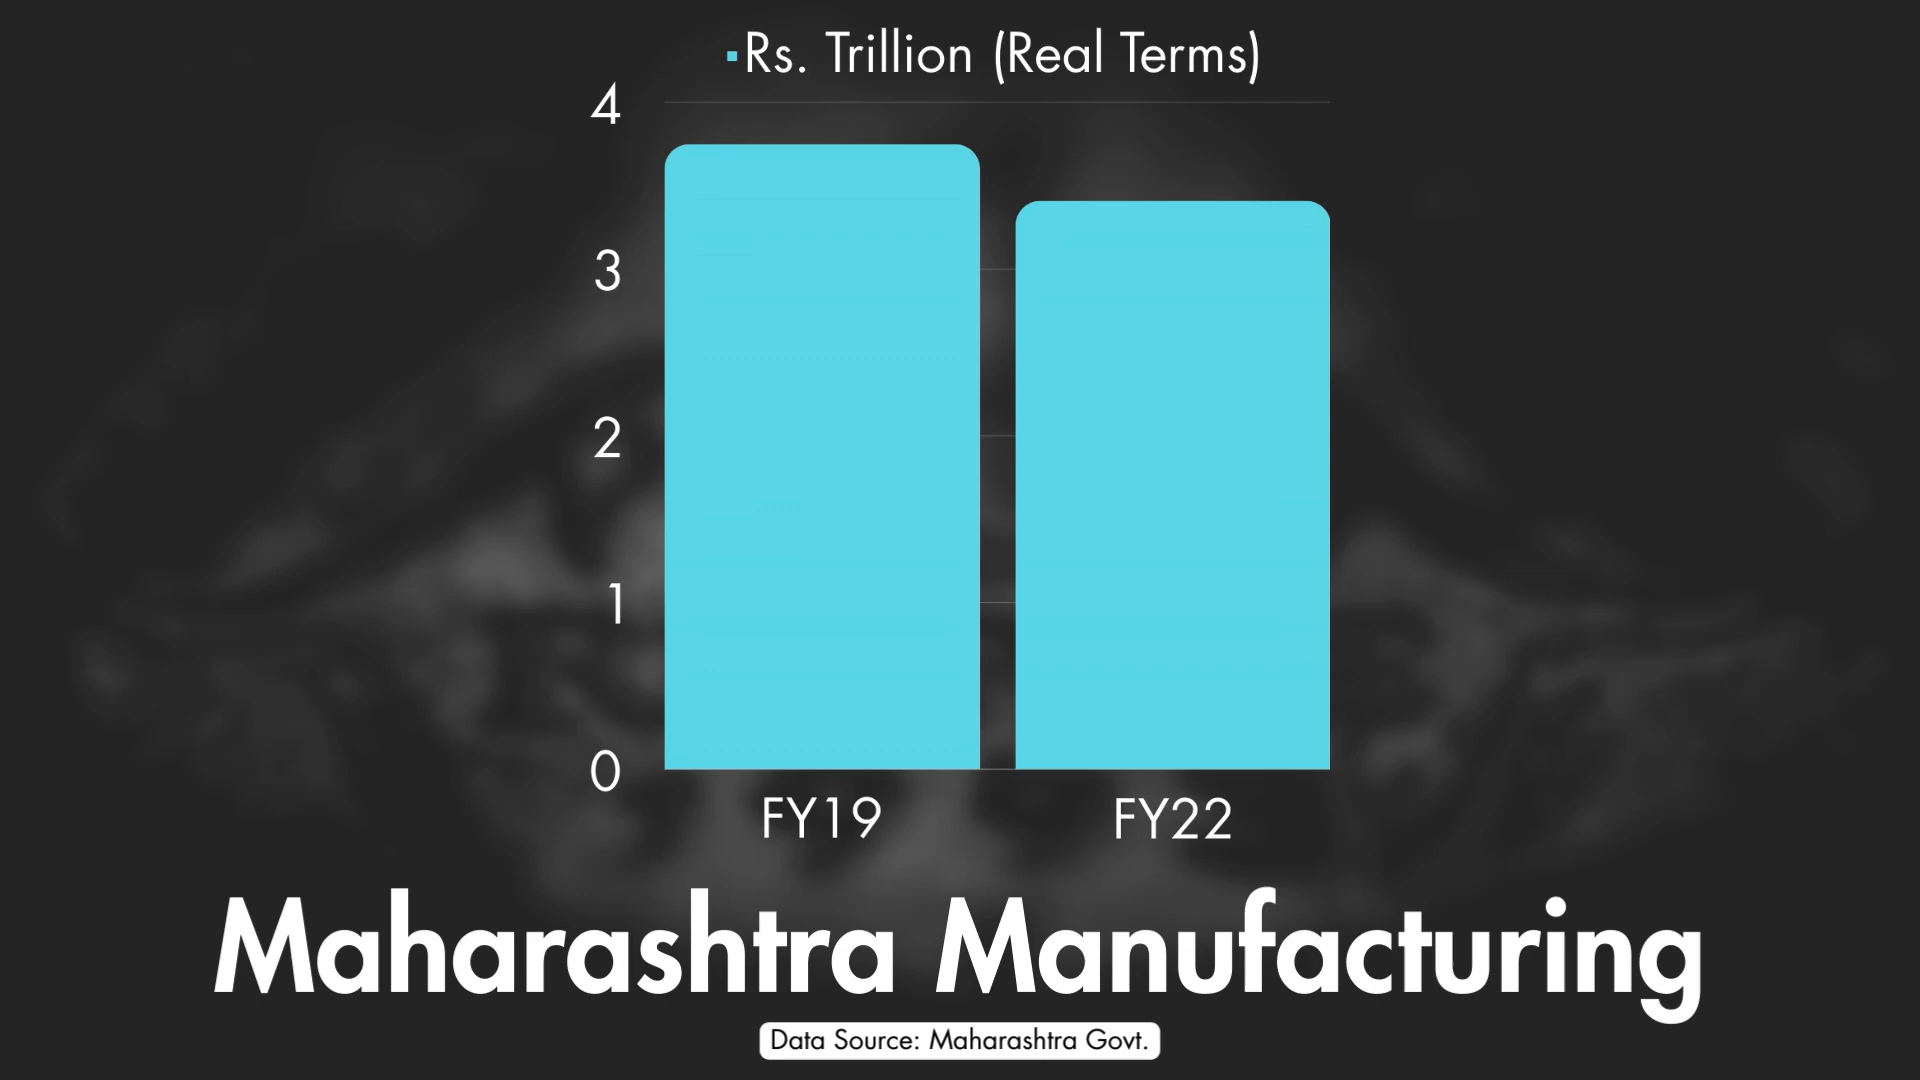 Rs. Trillion (Real Terms)
4
3
2
1
0
FY19 FY22
Maharashtra Manufacturing
Data Source: Maharashtra Govt.